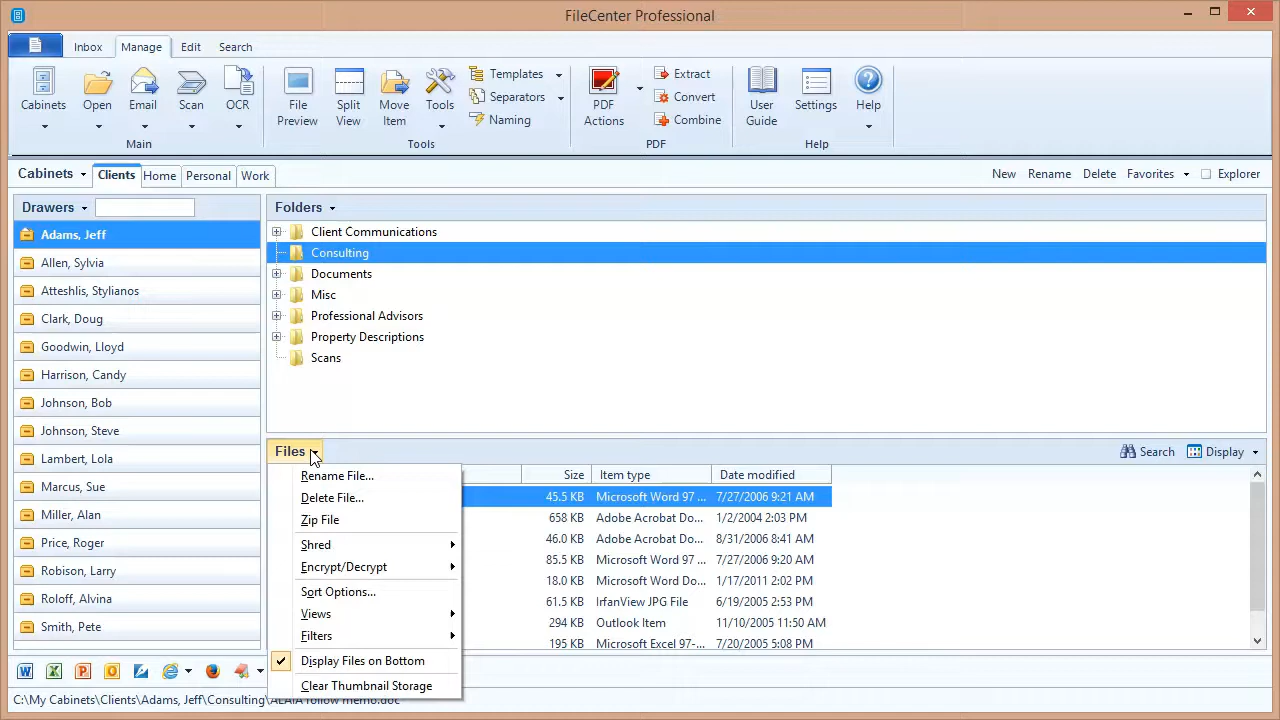 FileCenter Professional
Inbox Manage Edit Search
Cabinets Open Email Scan OCR
Main
File Preview Split View Move Item Tools
Templates
Separators
Naming
Tools
PDF Actions
Extract
Convert
Combine
PDF
User Guide Settings Help
Help
Cabinets Clients Home Personal Work New Rename Delete Favorites Explorer
Drawers
Adams, Jeff
Allen, Sylvia
Atteshlis, Stylianos
Clark, Doug
Goodwin, Lloyd
Harrison, Candy
Johnson, Bob
Johnson, Steve
Lambert, Lola
Marcus, Sue
Miller, Alan
Price, Roger
Robison, Larry
Roloff, Alvina
Smith, Pete
Folders
Client Communications
Consulting
Documents
Misc
Professional Advisors
Property Descriptions
Scans
Files Search Display
Rename File...
Delete File...
Zip File
Shred
Encrypt/Decrypt
Sort Options...
Views
Filters
Display Files on Bottom
Clear Thumbnail Storage
Size Item type Date modified
45.5 KB Microsoft Word 97 ... 7/27/2006 9:21 AM
658 KB Adobe Acrobat Do... 1/2/2004 2:03 PM
46.0 KB Adobe Acrobat Do... 8/31/2006 8:41 AM
85.5 KB Microsoft Word 97 ... 7/27/2006 9:20 AM
18.0 KB Microsoft Word Do... 1/17/2011 2:02 PM
61.5 KB IrfanView JPG File 6/19/2005 2:53 PM
294 KB Outlook Item 11/10/2005 11:50 AM
195 KB Microsoft Excel 97-... 7/20/2005 5:08 PM
C:\My Cabinets\Clients\Adams, Jeff\Consulting\ follow memo.doc